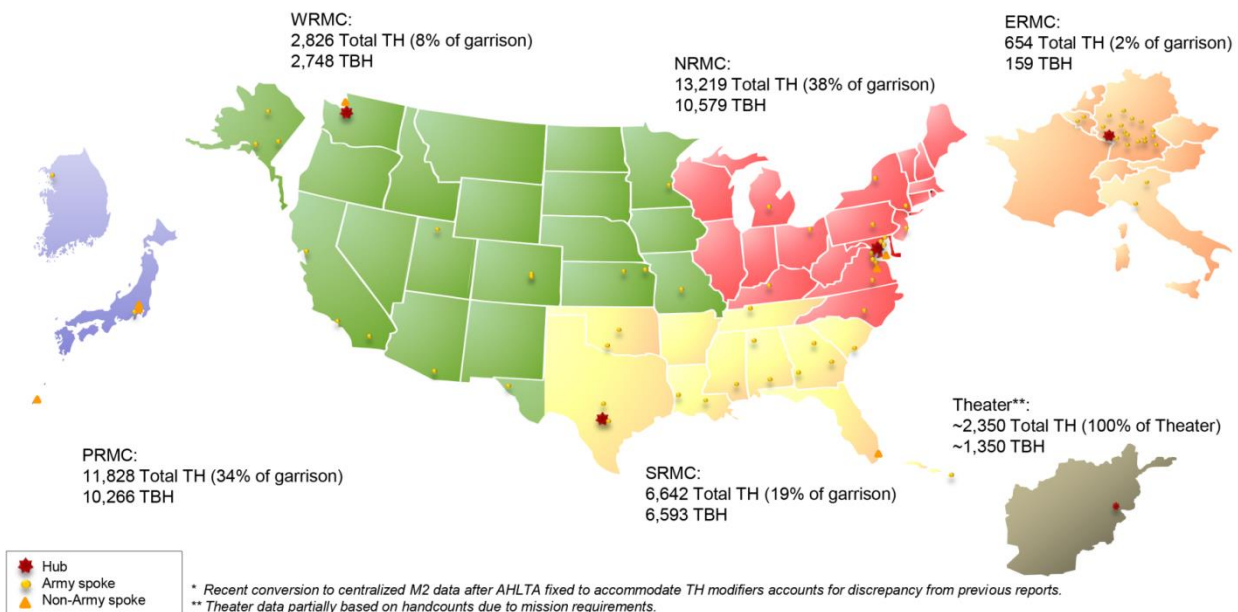 WRMC:
2,826 Total TH (8% of garrison)
2,748 TBH
ERMC:
654 Total TH (2% of garrison)
159 TBH
NRMC:
13,219 Total TH (38% of garrison)
10,579 TBH
Theater**:
~2,350 Total TH (100% of Theater)
~1,350 TBH
PRMC:
11,828 Total TH (34% of garrison)
10,266 TBH
SRMC:
6,642 Total TH (19% of garrison)
6,593 TBH
Hub
Army spoke
Non-Army spoke
* Recent conversion to centralized M2 data after AHLTA fixed to accommodate TH modifiers accounts for discrepancy from previous reports.
** Theater data partially based on handcounts due to mission requirements.